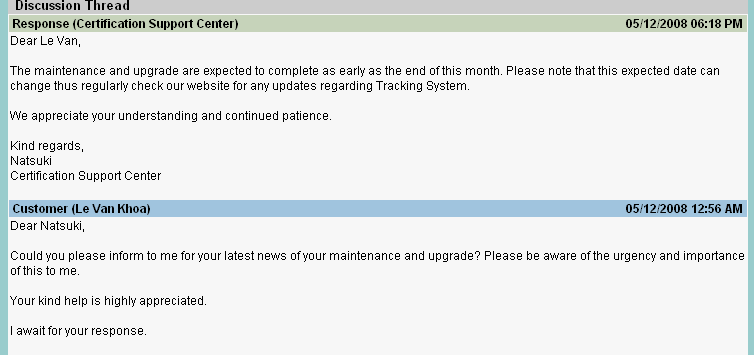 Discussion Thread
Response (Certification Support Center) 05/12/2008 06:18 PM
Dear Le Van,
The maintenance and upgrade are expected to complete as early as the end of this month. Please note that this expected date can
change thus regularly check our website for any updates regarding Tracking System.
We appreciate your understanding and continued patience.
Kind regards,
Natsuki
Certification Support Center
Customer (Le Van Khoa) 05/12/2008 12:56 AM
Dear Natsuki,
Could you please inform to me for your latest news of your maintenance and upgrade? Please be aware of the urgency and importance
of this to me.
Your kind help is highly appreciated.
I await for your response.